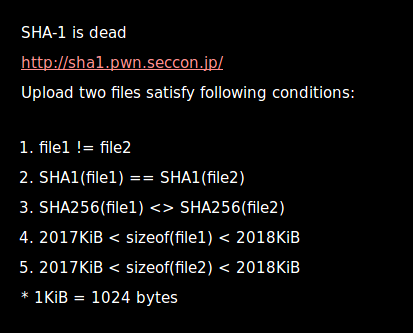 SHA-1 is dead
http://sha1.pwn.seccon.jp/
Upload two files satisfy following conditions:
1. file1 != file2
2. SHA1(file1) == SHA1(file2)
3. SHA256(file1) <> SHA256(file2)
4. 2017KiB < sizeof(file1) < 2018KiB
5. 2017KiB < sizeof(file2) < 2018KiB
* 1KiB = 1024 bytes